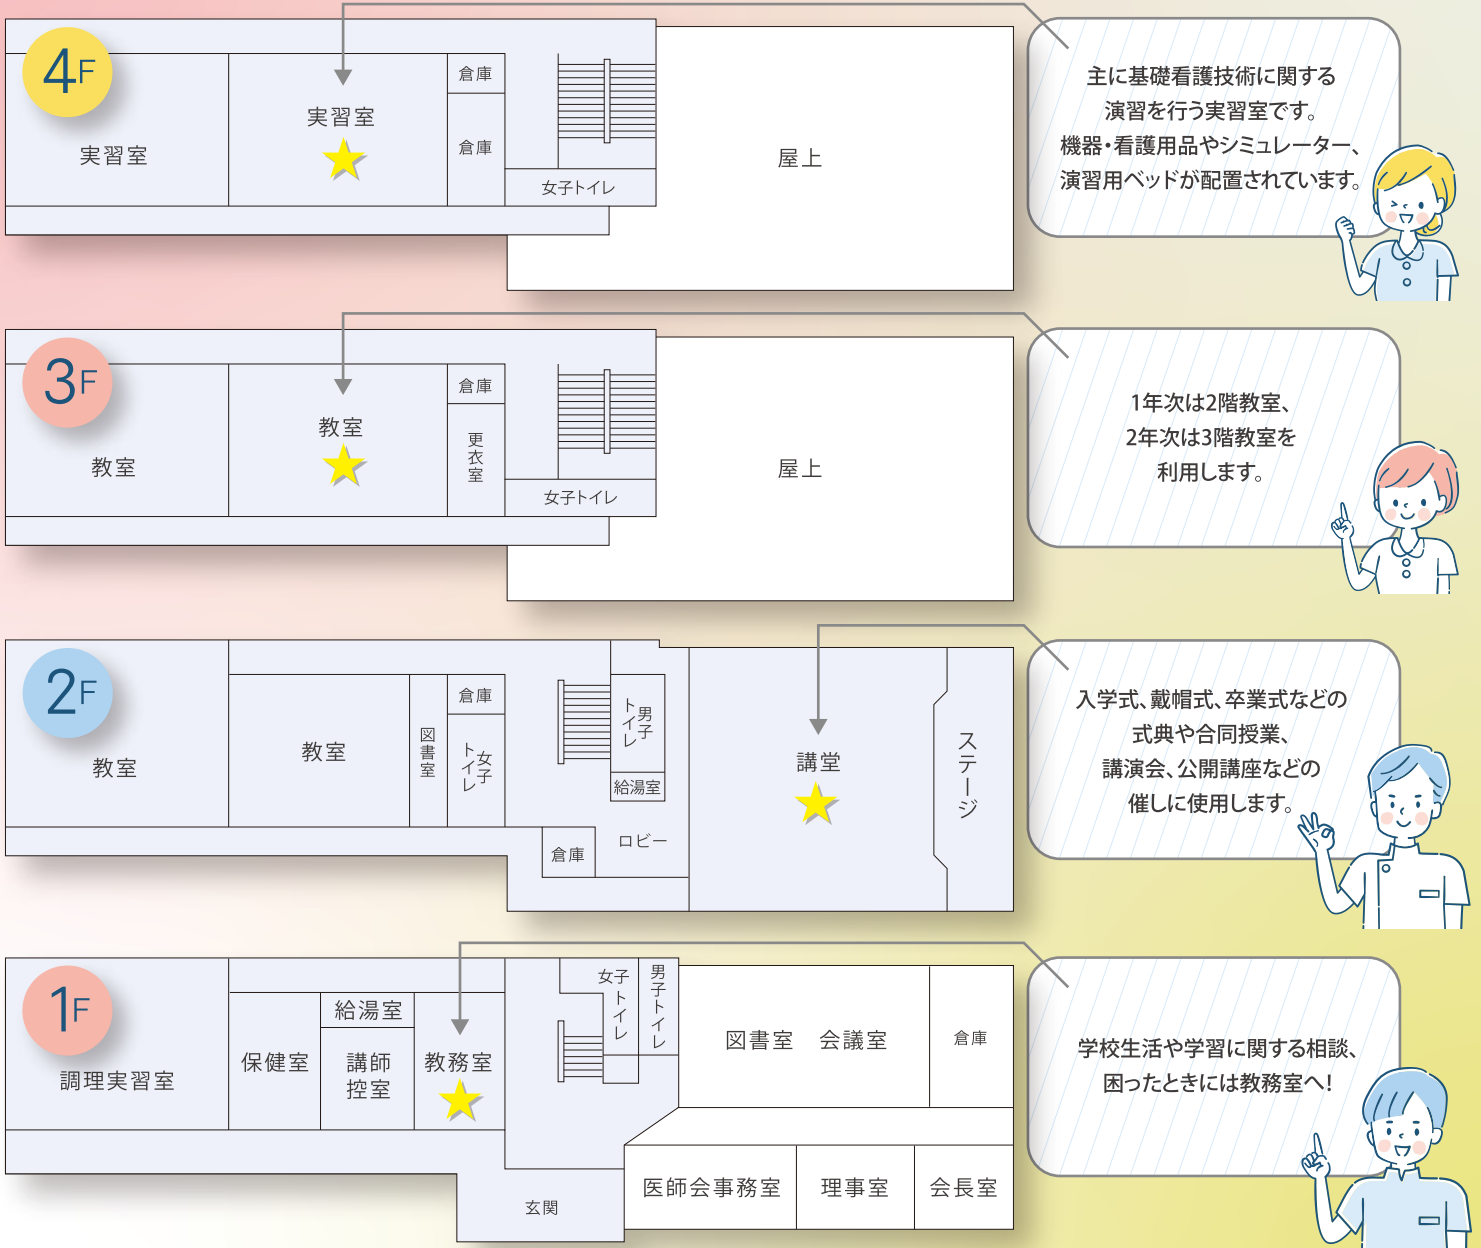 4F
実習室
実習室
倉庫
倉庫
女子トイレ
屋上
主に基礎看護技術に関する
演習を行う実習室です。
機器・看護用品やシミュレーター、
演習用ベッドが配置されています。
3F
教室
教室
倉庫
更衣室
女子トイレ
屋上
1年次は2階教室、
2年次は3階教室を
利用します。
2F
教室
教室
図書室
倉庫
女子トイレ
男子トイレ
給湯室
倉庫
ロビー
講堂
ステージ
入学式、戴帽式、卒業式などの
式典や合同授業、
講演会、公開講座などの
催しに使用します。
1F
調理実習室
保健室
給湯室
講師
控室
教務室
女子トイレ
男子トイレ
図書室 会議室
倉庫
玄関
医師会事務室
理事室
会長室
学校生活や学習に関する相談、
困ったときには教務室へ!